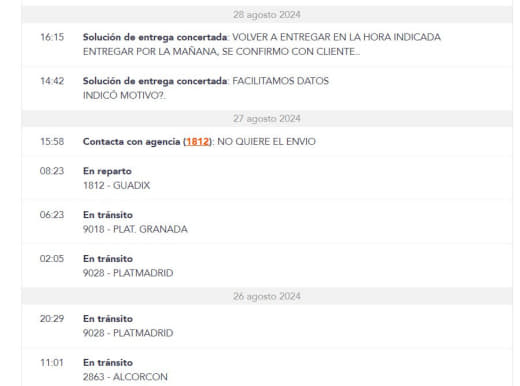 28 agosto 2024
16:15 Solución de entrega concertada: VOLVER A ENTREGAR EN LA HORA INDICADA
ENTREGAR POR LA MAÑANA, SE CONFIRMO CON CLIENTE..
14:42 Solución de entrega concertada: FACILITAMOS DATOS
INDICÓ MOTIVO?.
27 agosto 2024
15:58 Contacta con agencia (1812): NO QUIERE EL ENVIO
08:23 En reparto
1812 - GUADIX
06:23 En tránsito
9018 - PLAT. GRANADA
02:05 En tránsito
9028 - PLATMADRID
26 agosto 2024
20:29 En tránsito
9028 - PLATMADRID
11:01 En tránsito
2863 - ALCORCON